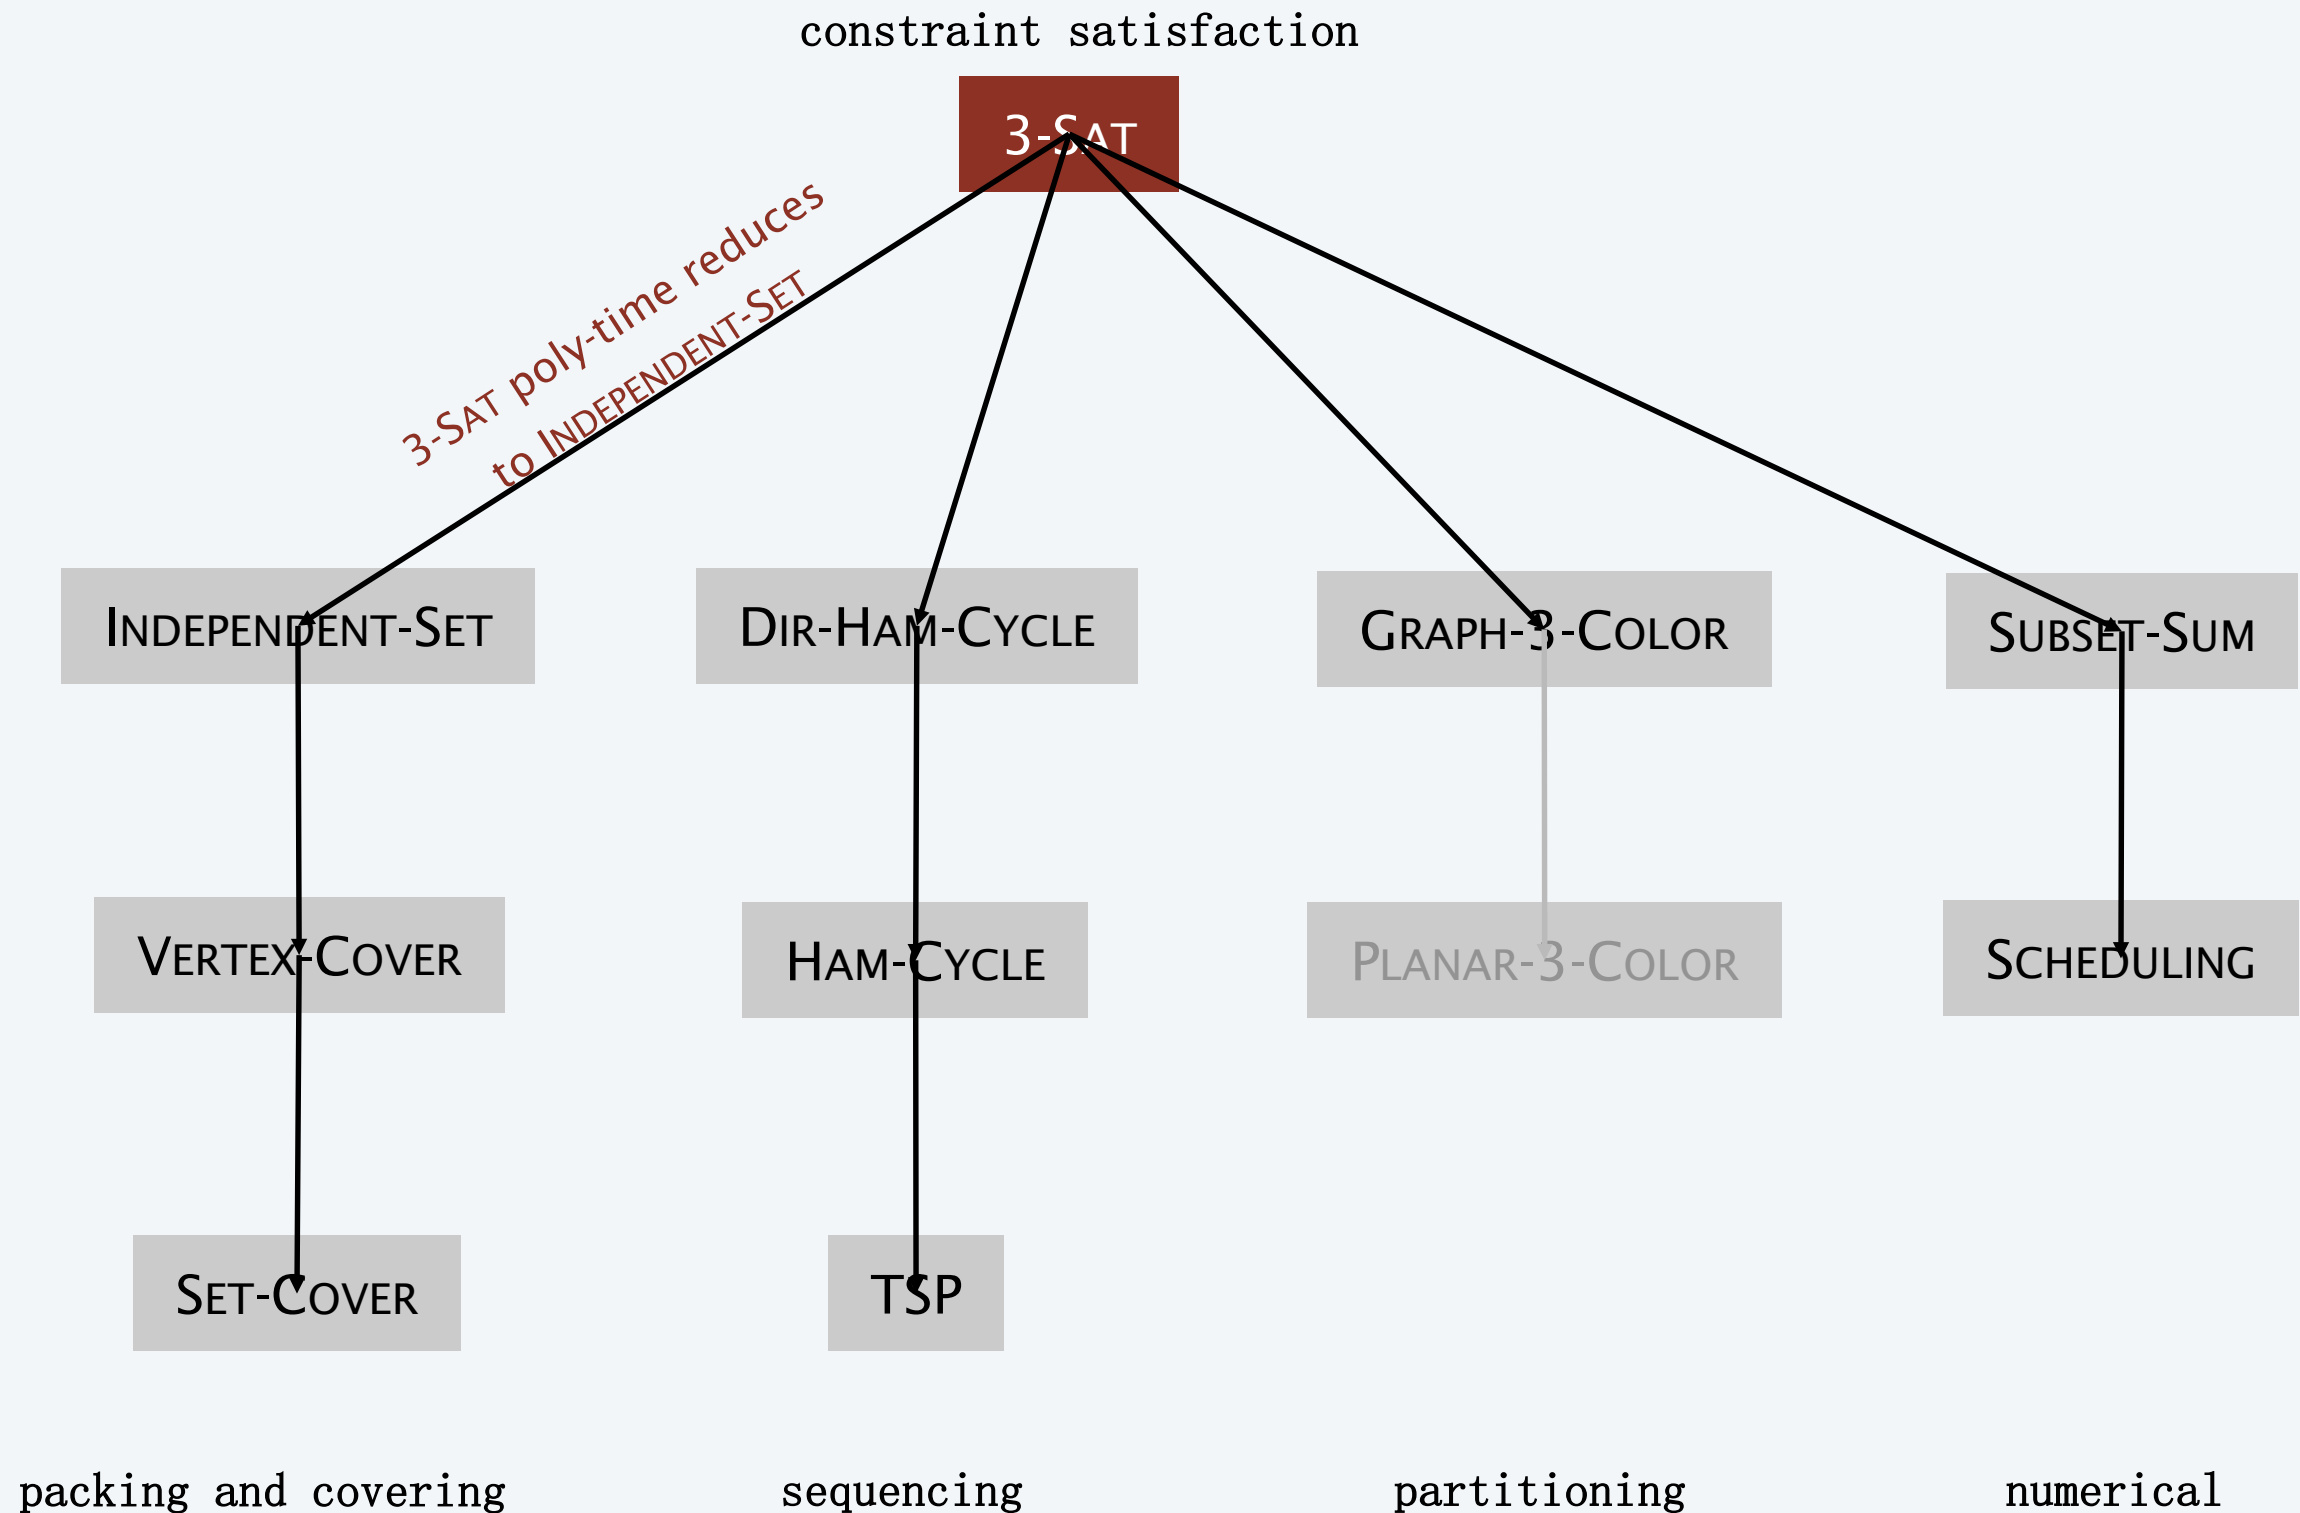 constraint satisfaction
3-SAT
3-SAT poly-time reduces
to INDEPENDENT-SET
INDEPENDENT-SET
DIR-HAM-CYCLE
GRAPH-3-COLOR
SUBSET-SUM
VERTEX-COVER
HAM-CYCLE
PLANAR-3-COLOR
SCHEDULING
SET-COVER
TSP
packing and covering
sequencing
partitioning
numerical